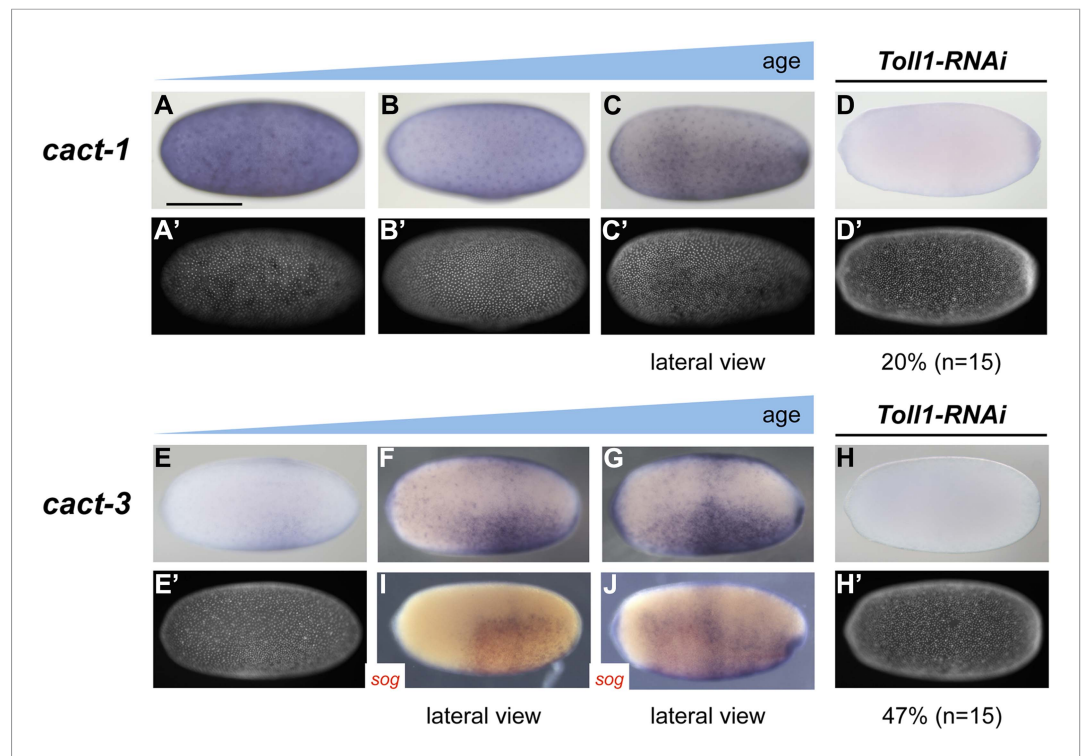 age
Toll1-RNAi
cact-1
A
B
C
D
A’
B’
C’
D’
lateral view
20% (n=15)
age
Toll1-RNAi
cact-3
E
F
G
H
E’
I
J
H’
sog
sog
lateral view
lateral view
47% (n=15)